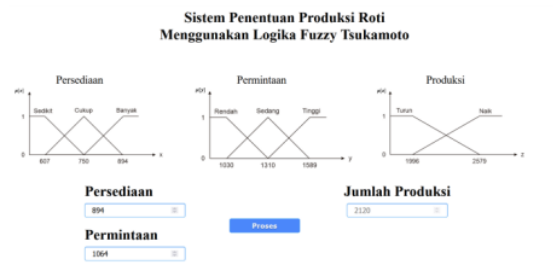 Sistem Penentuan Produksi Roti
Menggunakan Logika Fuzzy Tsukamoto
Persediaan
Permintaan
Produksi
Sedikit Cukup Banyak
1
0
607 750 894
x
Rendah Sedang Tinggi
1
0
1030 1310 1589
y
Turun Naik
1
0
2570
z
Persediaan
894
Permintaan
1064
Proses
Jumlah Produksi
2120